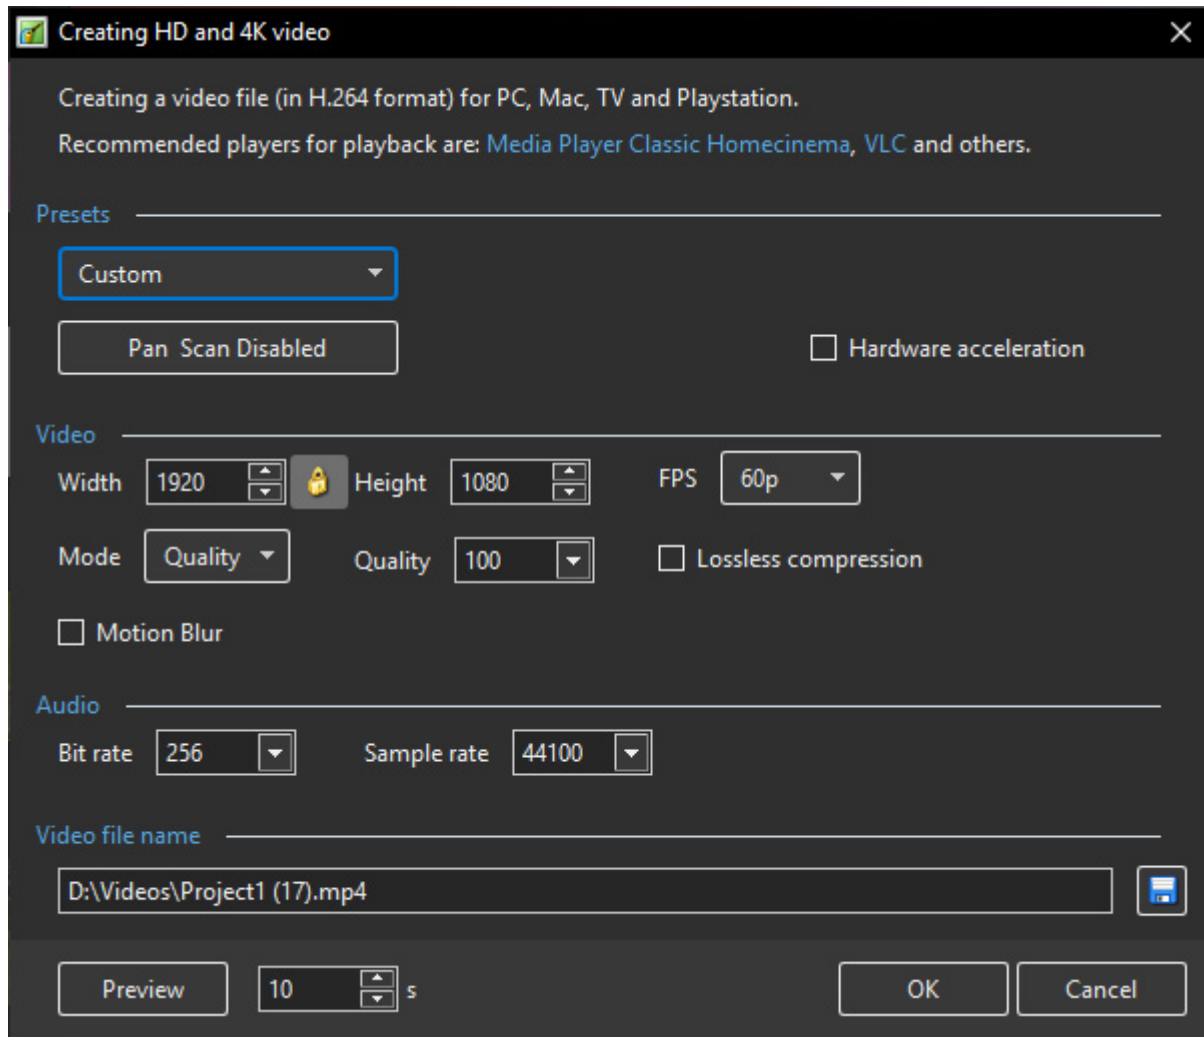 Creating HD and 4K video
Creating a video file (in H.264 format) for PC, Mac, TV and Playstation.
Recommended players for playback are: Media Player Classic Homecinema, VLC and others.
Presets
Custom
Pan Scan Disabled Hardware acceleration
Video
Width 1920 Height 1080 FPS 60p
Mode Quality Quality 100 Lossless compression
Motion Blur
Audio
Bit rate 256 Sample rate 44100
Video file name
D:\Videos\Project1 (17).mp4
Preview 10 s OK Cancel